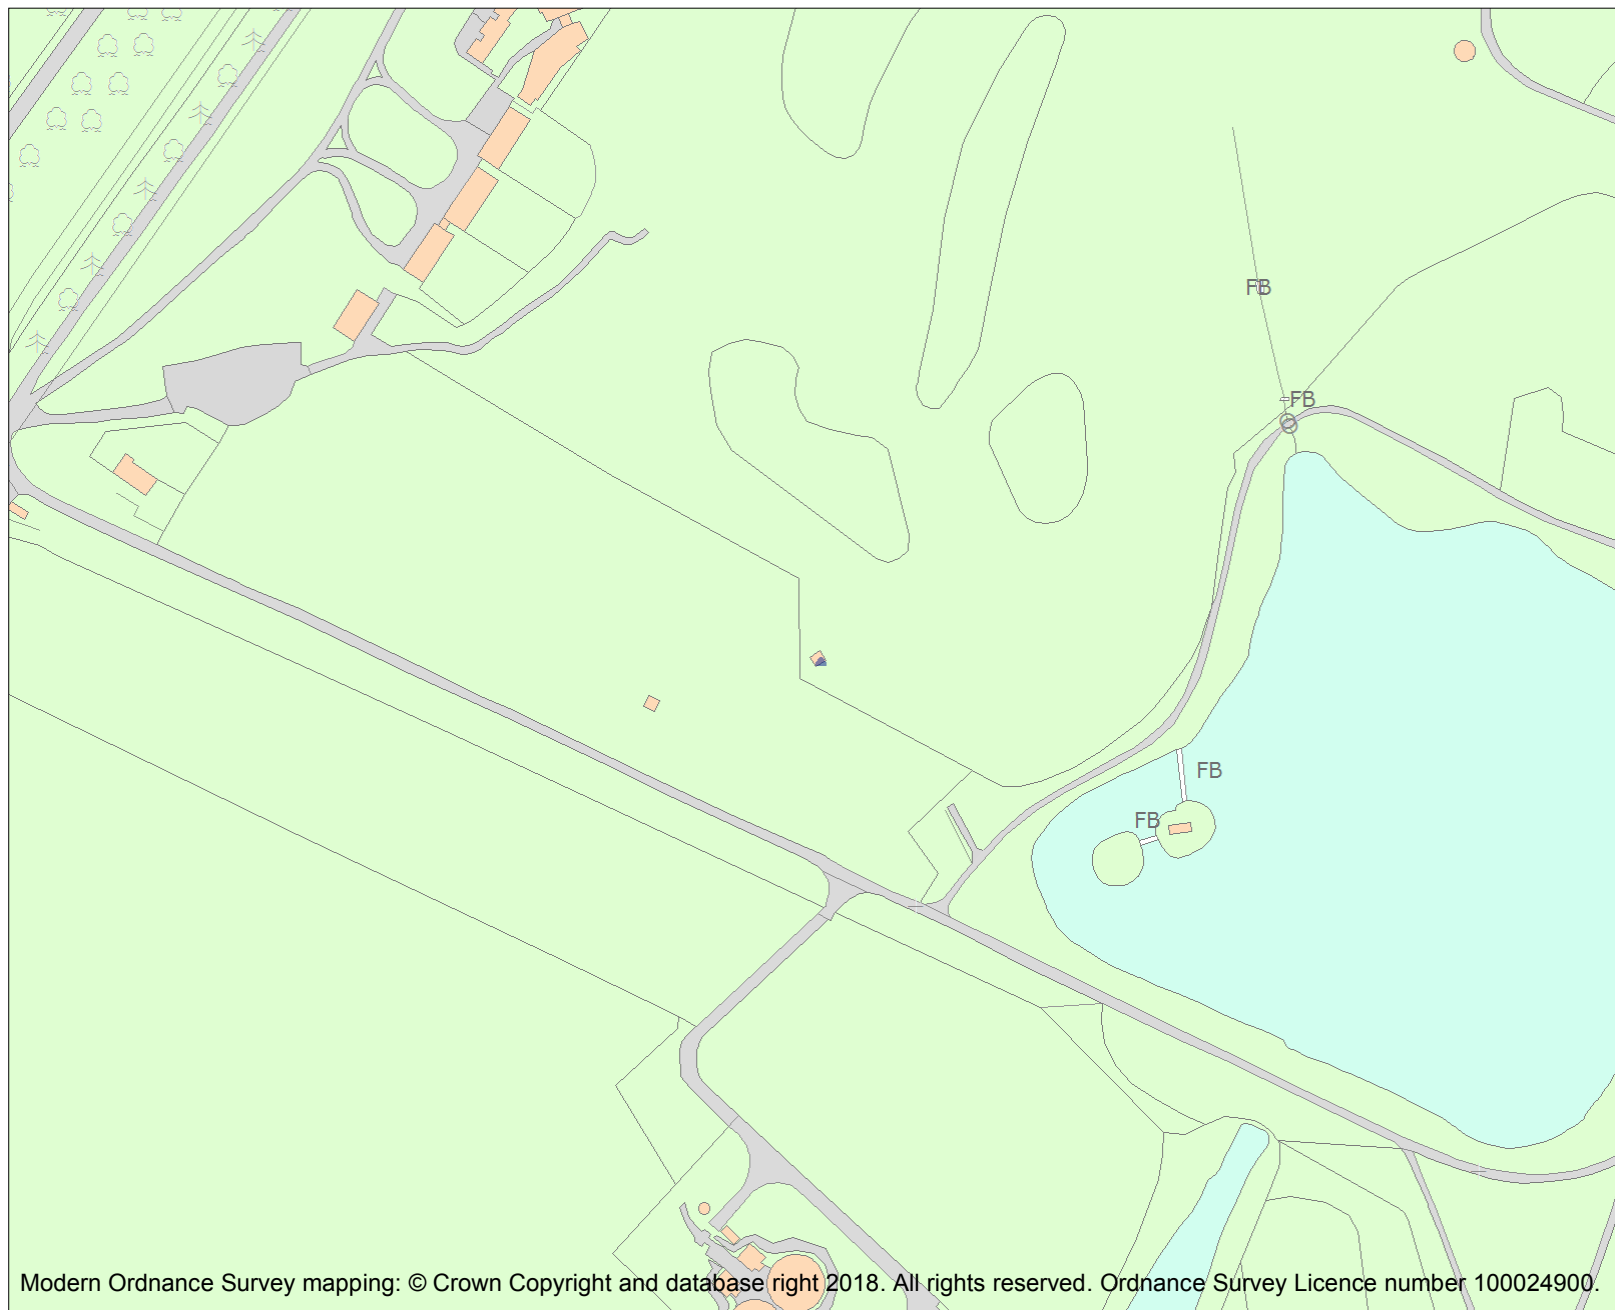 FB
FB
FB
FB
Modern Ordnance Survey mapping: © Crown Copyright and database right 2018. All rights reserved. Ordnance Survey Licence number 100024900.